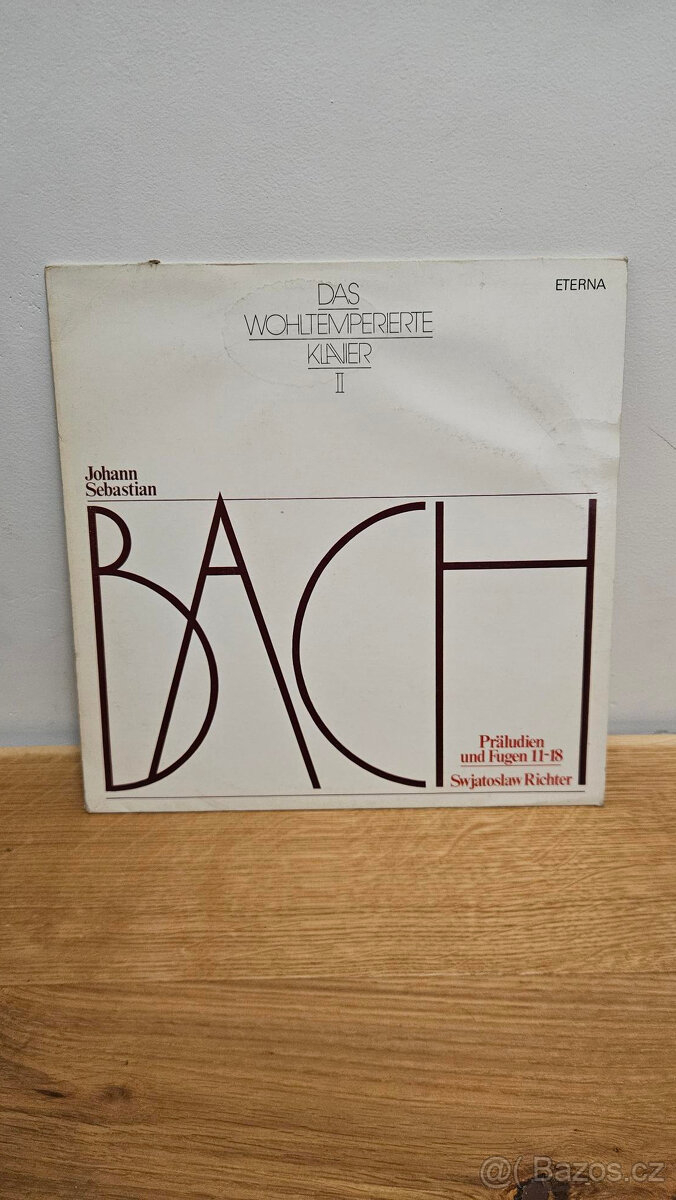 DAS
WOHLTEMPERIERTE
KLAVIER
II
ETERNA
Johann
Sebastian
BACH
Präludien
und Fugen 11-18
Swjatoslaw Richter
@( Bazos.cz